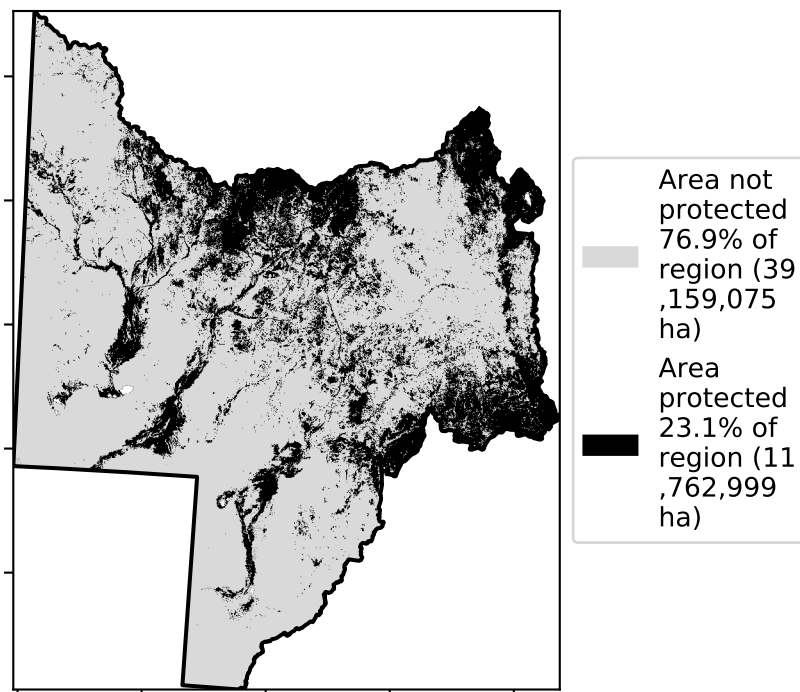 Area not
protected
76.9% of
region (39
,159,075
ha)
Area
protected
23.1% of
region (11
,762,999
ha)